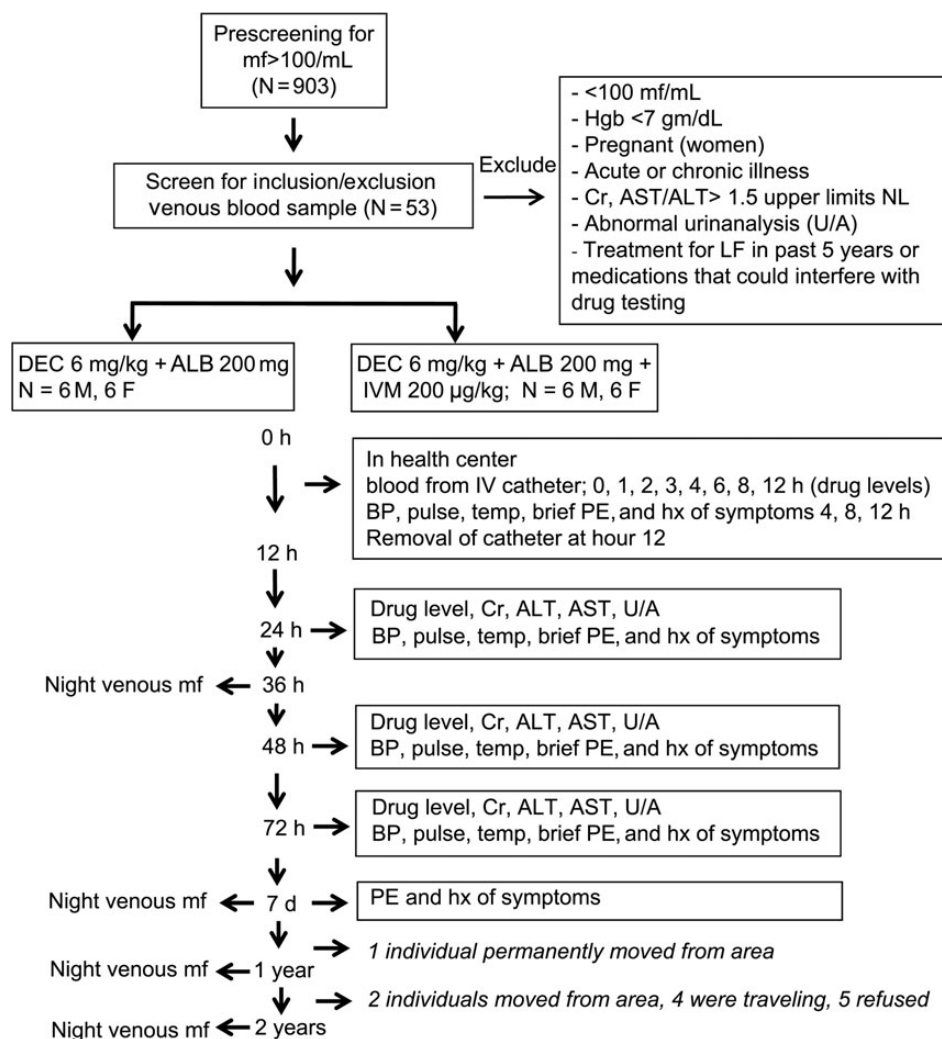 Prescreening for
mf>100/mL
(N = 903)
Exclude
- <100 mf/mL
- Hgb <7 gm/dL
- Pregnant (women)
- Acute or chronic illness
- Cr, AST/ALT> 1.5 upper limits NL
- Abnormal urinanalysis (U/A)
- Treatment for LF in past 5 years or
medications that could interfere with
drug testing
Screen for inclusion/exclusion
venous blood sample (N = 53)
DEC 6 mg/kg + ALB 200 mg
N = 6 M, 6 F
DEC 6 mg/kg + ALB 200 mg +
IVM 200 µg/kg; N = 6 M, 6 F
0 h
In health center
blood from IV catheter; 0, 1, 2, 3, 4, 6, 8, 12 h (drug levels)
BP, pulse, temp, brief PE, and hx of symptoms 4, 8, 12 h
Removal of catheter at hour 12
12 h
24 h
Drug level, Cr, ALT, AST, U/A
BP, pulse, temp, brief PE, and hx of symptoms
Night venous mf
36 h
48 h
Drug level, Cr, ALT, AST, U/A
BP, pulse, temp, brief PE, and hx of symptoms
72 h
Drug level, Cr, ALT, AST, U/A
BP, pulse, temp, brief PE, and hx of symptoms
Night venous mf
7 d
PE and hx of symptoms
1 individual permanently moved from area
Night venous mf
1 year
2 individuals moved from area, 4 were traveling, 5 refused
Night venous mf
2 years